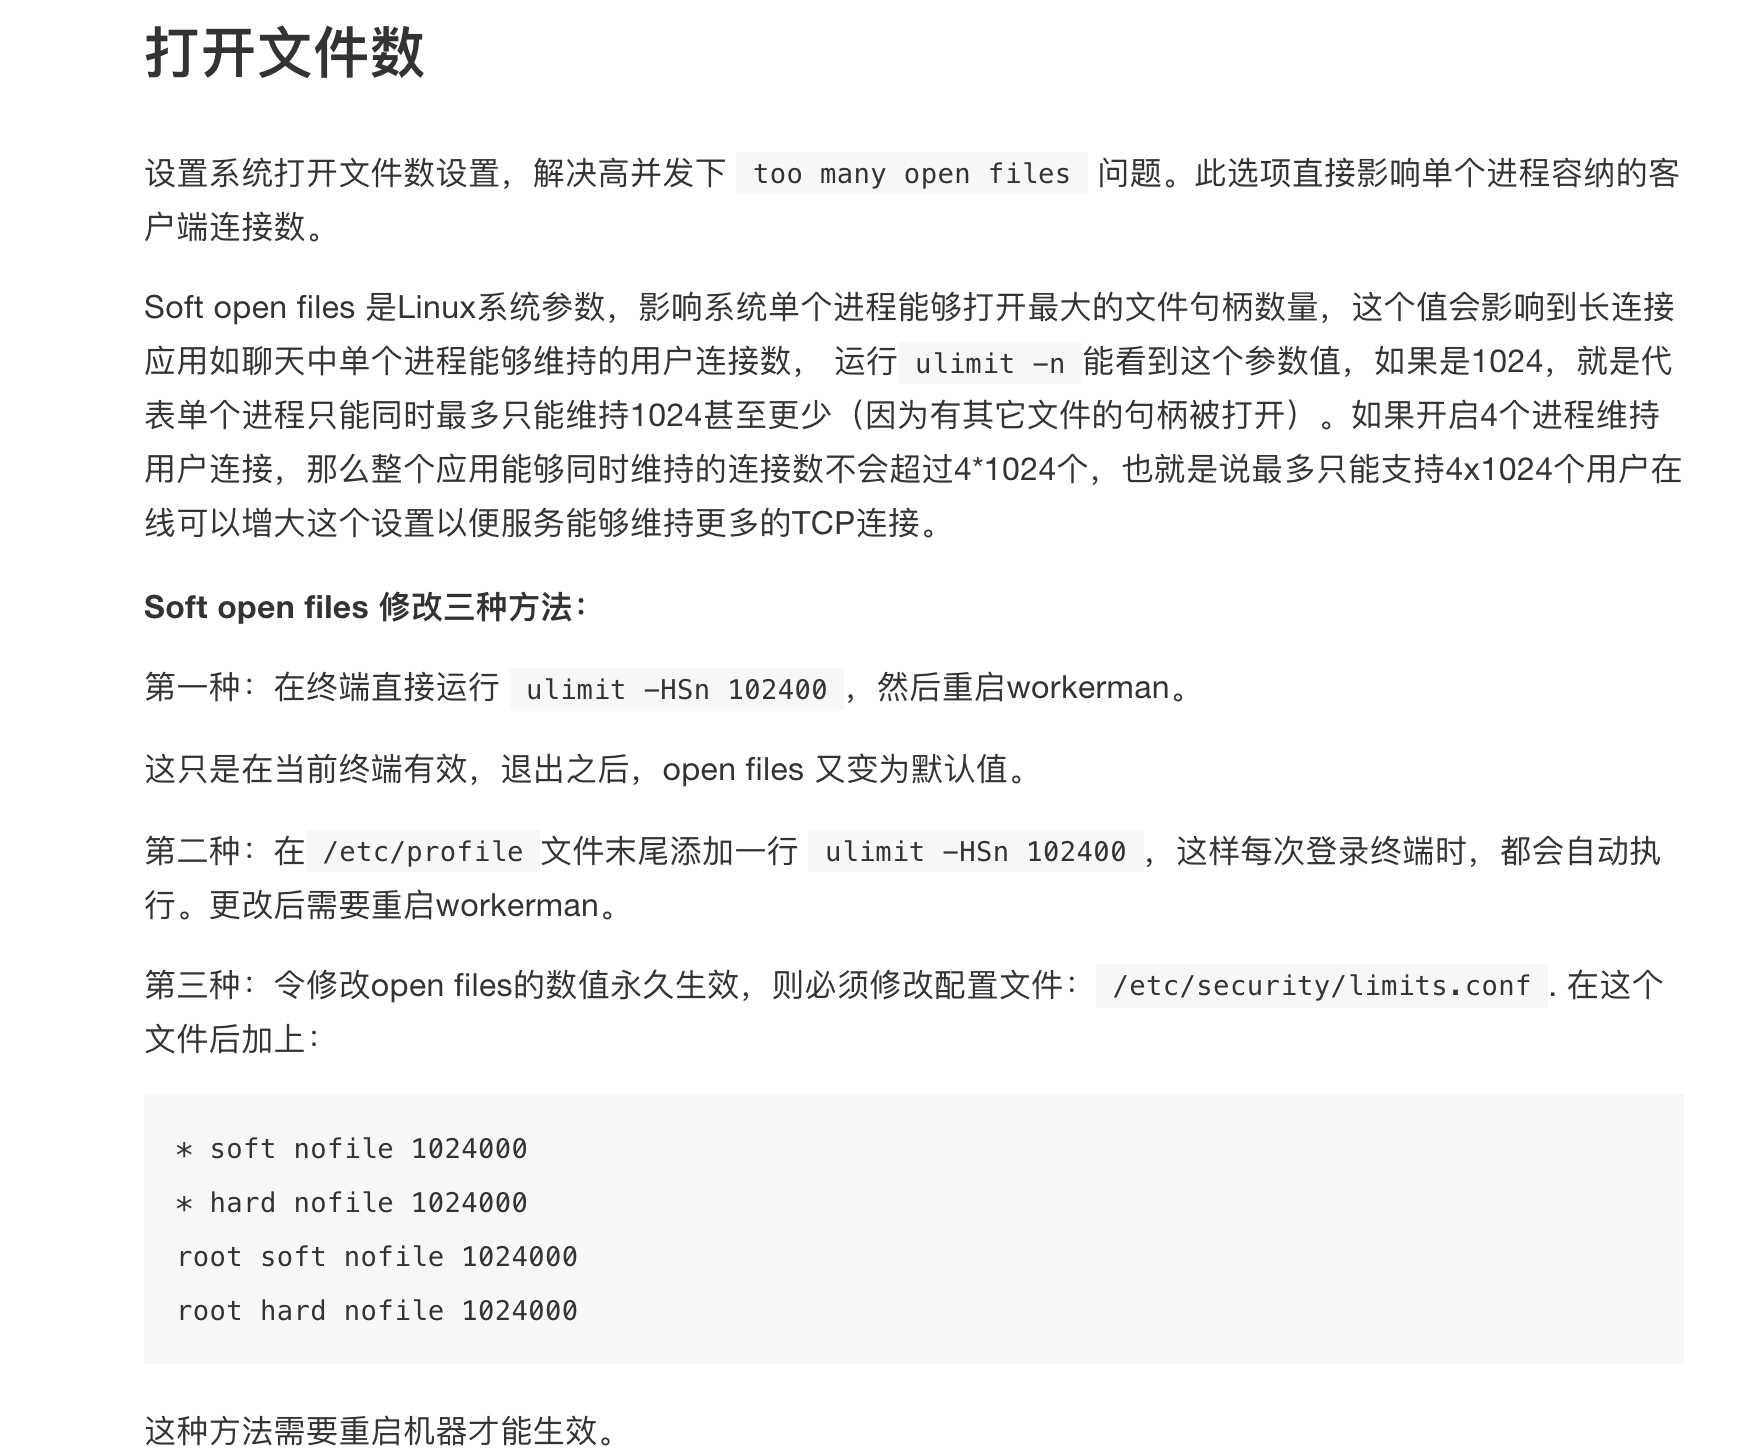 打开文件数
设置系统打开文件数设置，解决高并发下 too many open files 问题。此选项直接影响单个进程容纳的客
户端连接数。
Soft open files 是Linux系统参数，影响系统单个进程能够打开最大的文件句柄数量，这个值会影响到长连接
应用如聊天中单个进程能够维持的用户连接数， 运行 ulimit -n 能看到这个参数值，如果是1024，就是代
表单个进程只能同时最多只能维持1024甚至更少（因为有其它文件的句柄被打开）。如果开启4个进程维持
用户连接，那么整个应用能够同时维持的连接数不会超过4*1024个，也就是说最多只能支持4x1024个用户在
线可以增大这个设置以便服务能够维持更多的TCP连接。
Soft open files 修改三种方法：
第一种：在终端直接运行 ulimit -HSn 102400 ，然后重启workerman。
这只是在当前终端有效，退出之后，open files 又变为默认值。
第二种：在 /etc/profile 文件末尾添加一行 ulimit -HSn 102400 ，这样每次登录终端时，都会自动执
行。更改后需要重启workerman。
第三种：令修改open files的数值永久生效，则必须修改配置文件： /etc/security/limits.conf . 在这个
文件后加上：
* soft nofile 1024000
* hard nofile 1024000
root soft nofile 1024000
root hard nofile 1024000
这种方法需要重启机器才能生效。